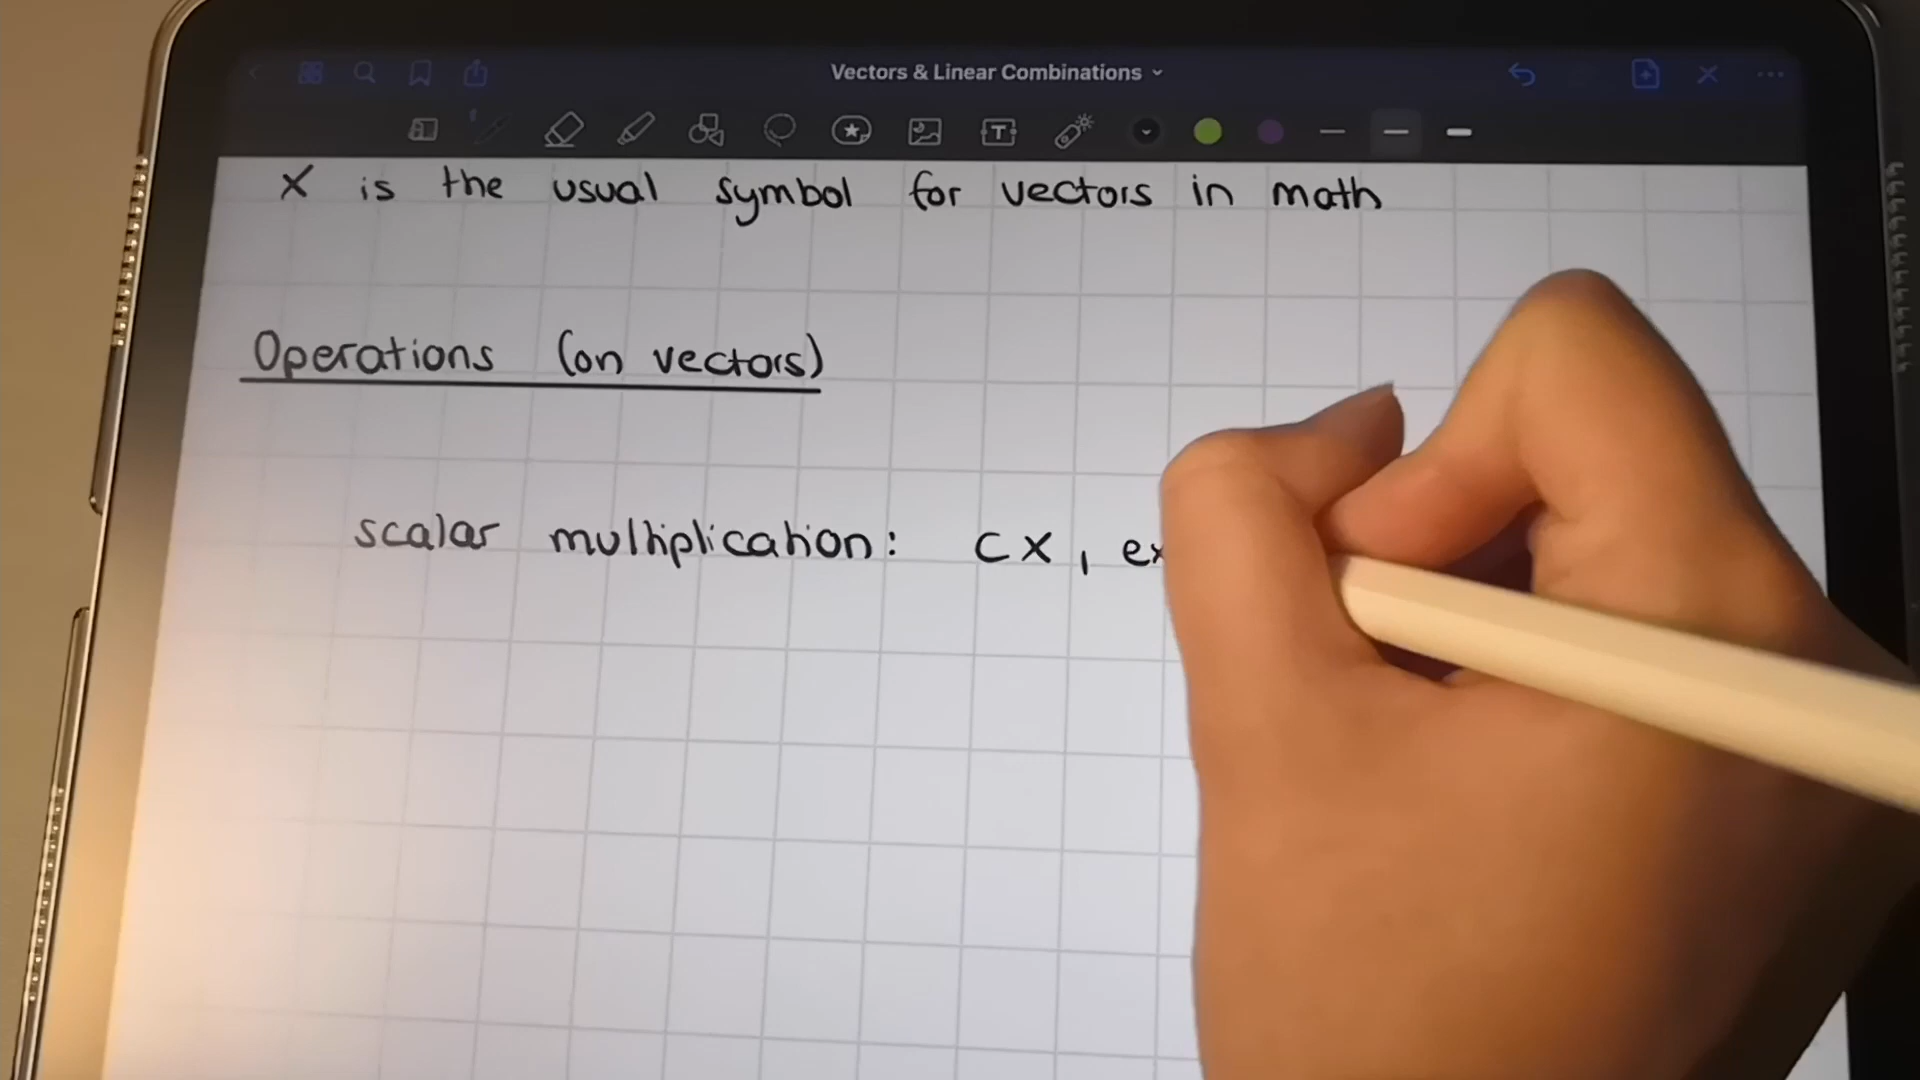 Vectors & Linear Combinations
X is the usual symbol for vectors in math
Operations (on vectors)
scalar multiplication: cx, ex